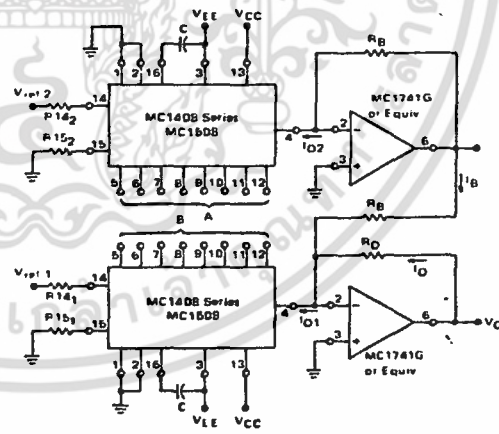 VEE VCC
C
1 2 16 3 13
Vref 2 14
R14₂
R15₂ 15
MC1408 Series
MC1508
4
IO2
RB
2
3
6
MC1741G
or Equiv
IB
5 6 7 8 9 10 11 12
A
B
5 6 7 8 9 10 11 12
RB
RO
IO
Vref 1 14
R14₁
R15₁ 15
MC1408 Series
MC1508
4
IO1
2
3
6
VO
MC1741G
or Equiv
1 2 16 3 13
C
VEE VCC